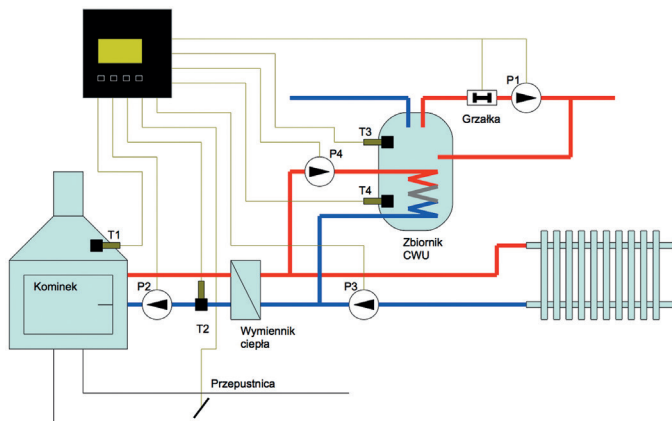 P1
Grzałka
T3
P4
T4
Zbiornik
CWU
T1
Kominek
P2
P3
T2
Wymiennik
ciepła
Przepustnica